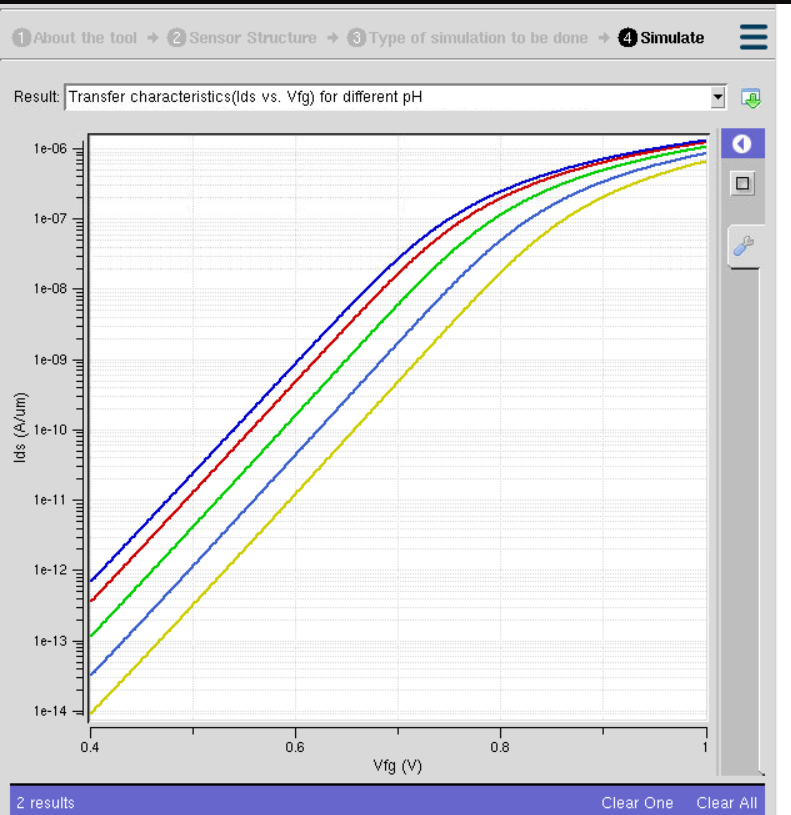 1 About the tool → 2 Sensor Structure → 3 Type of simulation to be done → 4 Simulate
Result: Transfer characteristics(Ids vs. Vfg) for different pH
1e-06
1e-07
1e-08
1e-09
1e-10
1e-11
1e-12
1e-13
1e-14
Ids (A/um)
0.4 0.6 0.8 1
Vfg (V)
2 results Clear One Clear All